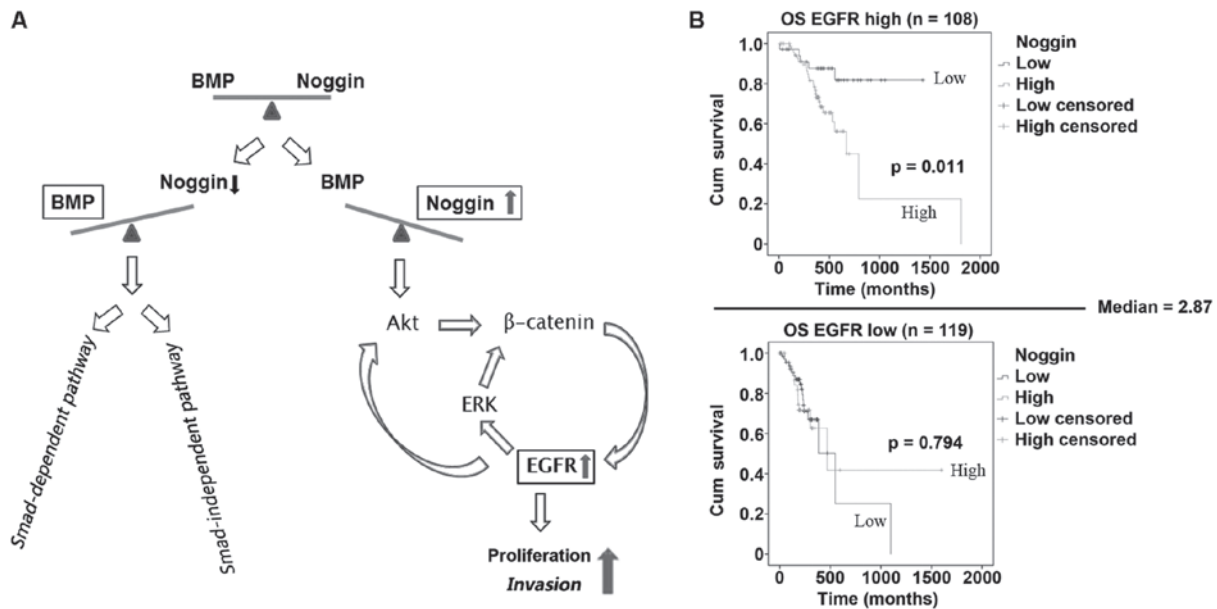 A
BMP Noggin
BMP
Noggin
BMP
Noggin
Smad-dependent pathway
Smad-independent pathway
Akt
β-catenin
ERK
EGFR
Proliferation
Invasion
B
OS EGFR high (n = 108)
Cum survival
1.0
0.8
0.6
0.4
0.2
0
Low
High
p = 0.011
0 500 1000 1500 2000
Time (months)
Noggin
Low
High
Low censored
High censored
Median = 2.87
OS EGFR low (n = 119)
Cum survival
1.0
0.8
0.6
0.4
0.2
0
p = 0.794
High
Low
0 500 1000 1500 2000
Time (months)
Noggin
Low
High
Low censored
High censored